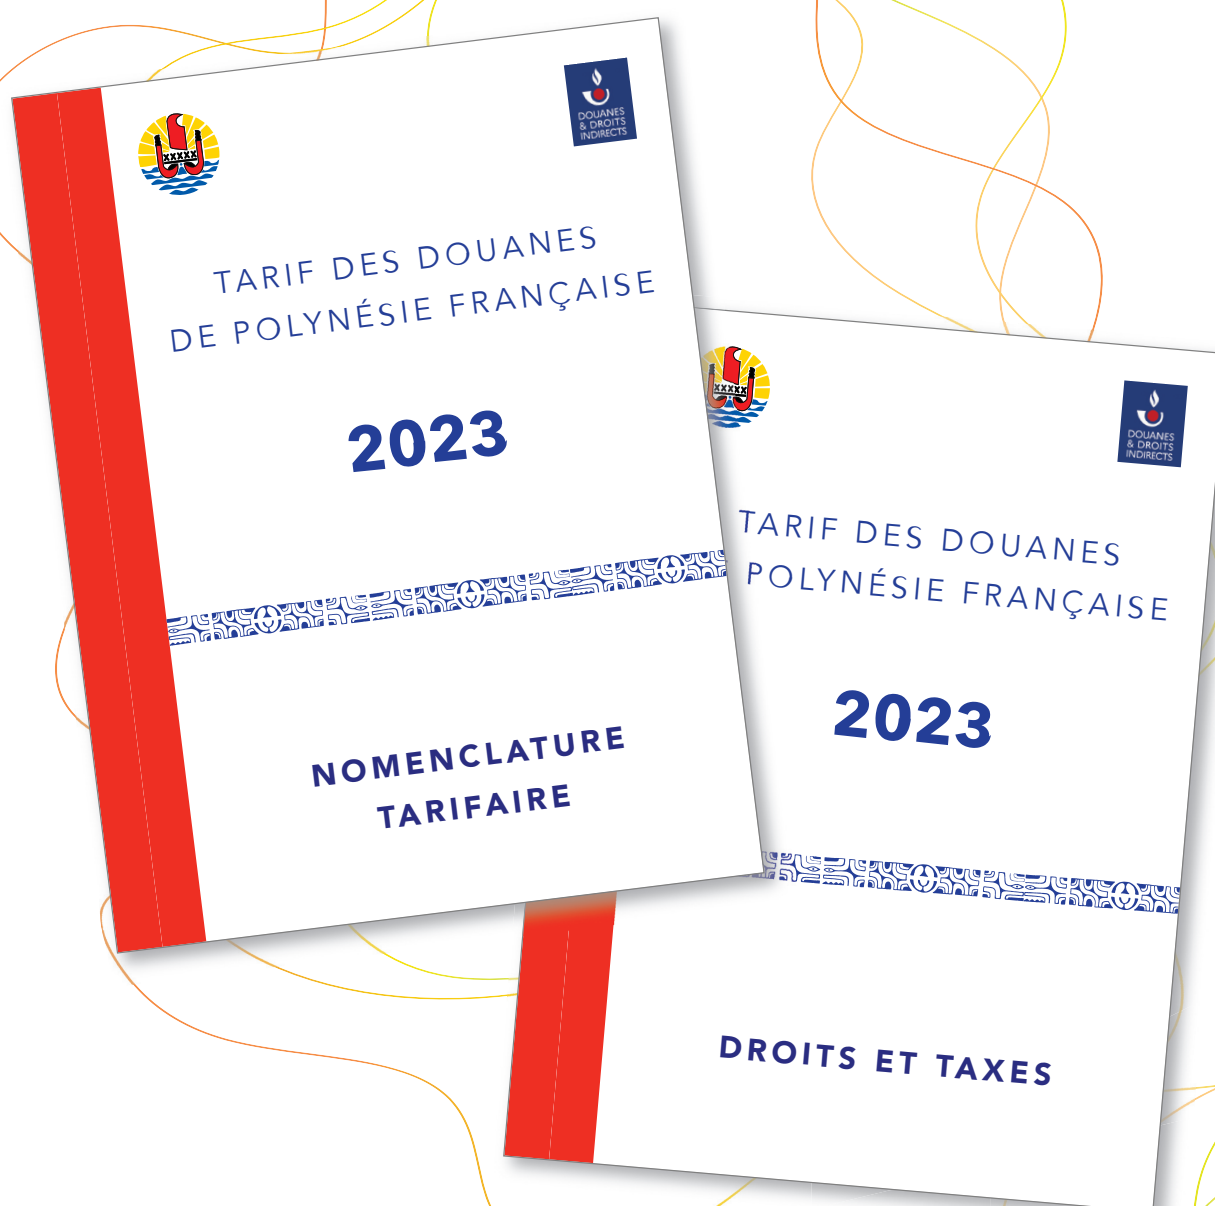 DOUANES
& DROITS
INDIRECTS
TARIF DES DOUANES
DE POLYNÉSIE FRANÇAISE
2023
NOMENCLATURE
TARIFAIRE
DOUANES
& DROITS
INDIRECTS
TARIF DES DOUANES
POLYNÉSIE FRANÇAISE
2023
DROITS ET TAXES